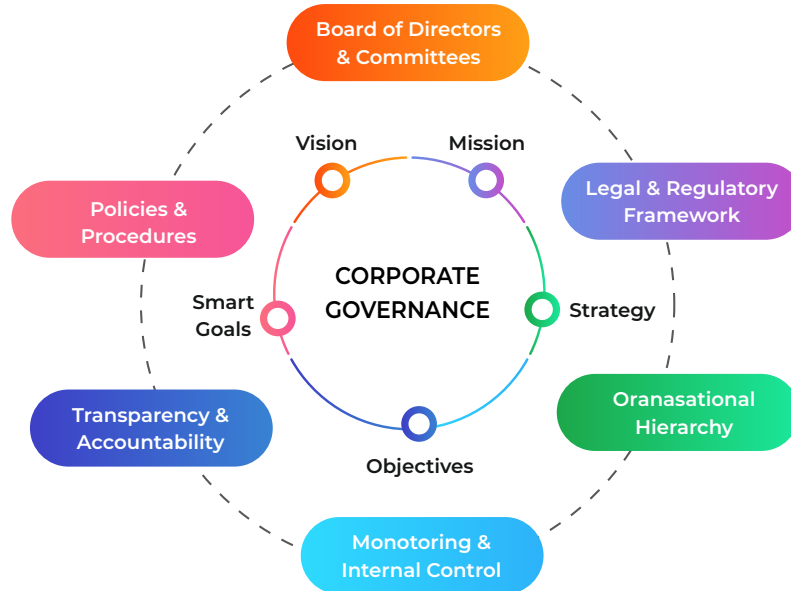 Board of Directors
& Committees
Vision
Mission
Legal & Regulatory
Framework
Policies &
Procedures
CORPORATE
GOVERNANCE
Smart
Goals
Strategy
Oranasational
Hierarchy
Transparency &
Accountability
Objectives
Monotoring &
Internal Control